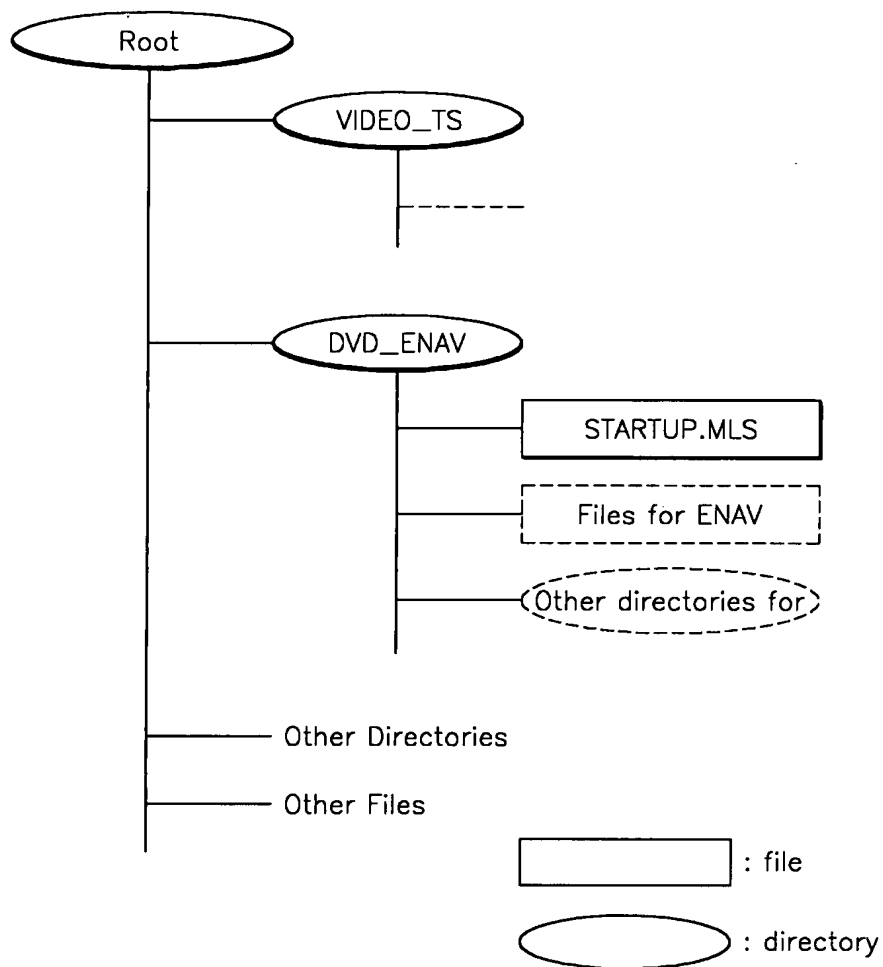 Root
VIDEO_TS
DVD_ENAV
STARTUP.MLS
Files for ENAV
Other directories for
Other Directories
Other Files
: file
: directory